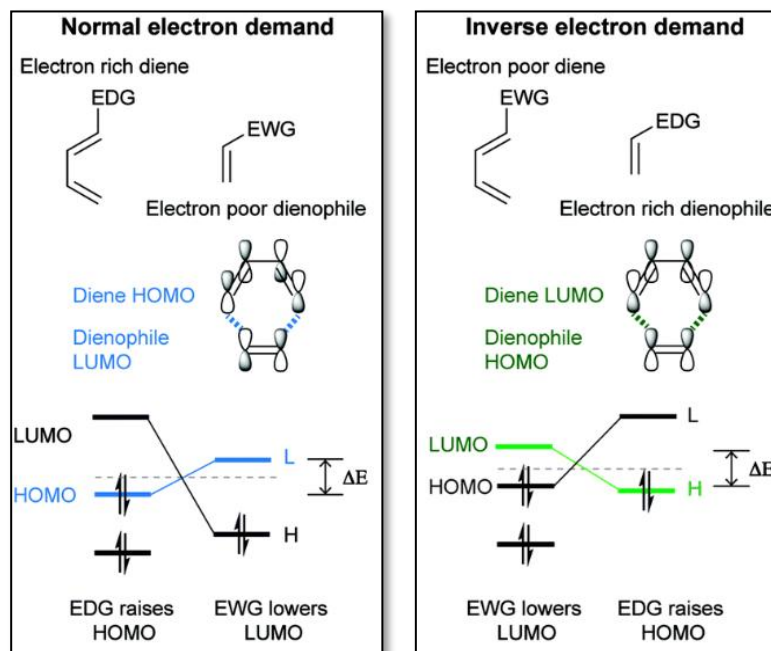 Normal electron demand
Electron rich diene
EDG
EWG
Electron poor dienophile
Diene HOMO
Dienophile
LUMO
LUMO
L
HOMO
ΔE
H
EDG raises
HOMO
EWG lowers
LUMO
Inverse electron demand
Electron poor diene
EWG
EDG
Electron rich dienophile
Diene LUMO
Dienophile
HOMO
L
LUMO
ΔE
HOMO
H
EWG lowers
LUMO
EDG raises
HOMO